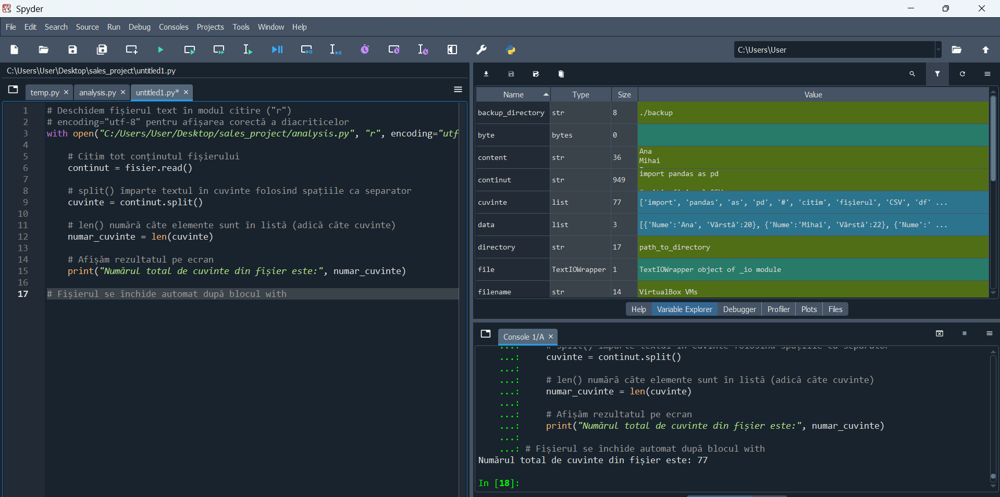 Spyder
File Edit Search Source Run Debug Consoles Projects Tools Window Help
C:\Users\User
C:\Users\User\Desktop\sales_project\untitled1.py
temp.py analysis.py untitled1.py*
1 # Deschidem fișierul text în modul citire ("r")
2 # encoding="utf-8" pentru afișarea corectă a diacriticelor
3 with open("C:/Users/User/Desktop/sales_project/analysis.py", "r", encoding="utf
4
5 # Citim tot conținutul fișierului
6 continut = fisier.read()
7
8 # split() împarte textul în cuvinte folosind spațiile ca separator
9 cuvinte = continut.split()
10
11 # len() numără câte elemente sunt în listă (adică câte cuvinte)
12 numar_cuvinte = len(cuvinte)
13
14 # Afișăm rezultatul pe ecran
15 print("Numărul total de cuvinte din fișier este:", numar_cuvinte)
16
17 # Fișierul se închide automat după blocul with
Name Type Size Value
backup_directory str 8 ./backup
byte bytes 0
content str 36 Ana
Mihai
continut str 949 import pandas as pd
cuvinte list 77 ['import', 'pandas', 'as', 'pd', '#', 'citim', 'fișierul', 'CSV', 'df' ...
data list 3 [{'Nume':'Ana', 'Vârstă':20}, {'Nume':'Mihai', 'Vârstă':22}, {'Nume':' ...
directory str 17 path_to_directory
file TextIOWrapper 1 TextIOWrapper object of _io module
filename str 14 VirtualBox VMs
Help Variable Explorer Debugger Profiler Plots Files
Console 1/A
...: # split() împarte textul în cuvinte folosind spațiile ca separator
...: cuvinte = continut.split()
...:
...: # len() numără câte elemente sunt în listă (adică câte cuvinte)
...: numar_cuvinte = len(cuvinte)
...:
...: # Afișăm rezultatul pe ecran
...: print("Numărul total de cuvinte din fișier este:", numar_cuvinte)
...:
...: # Fișierul se închide automat după blocul with
Numărul total de cuvinte din fișier este: 77
In [18]: